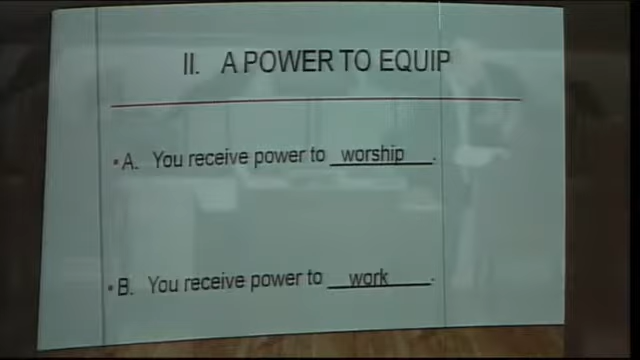 II. A POWER TO EQUIP
• A. You receive power to worship.
• B. You receive power to work.